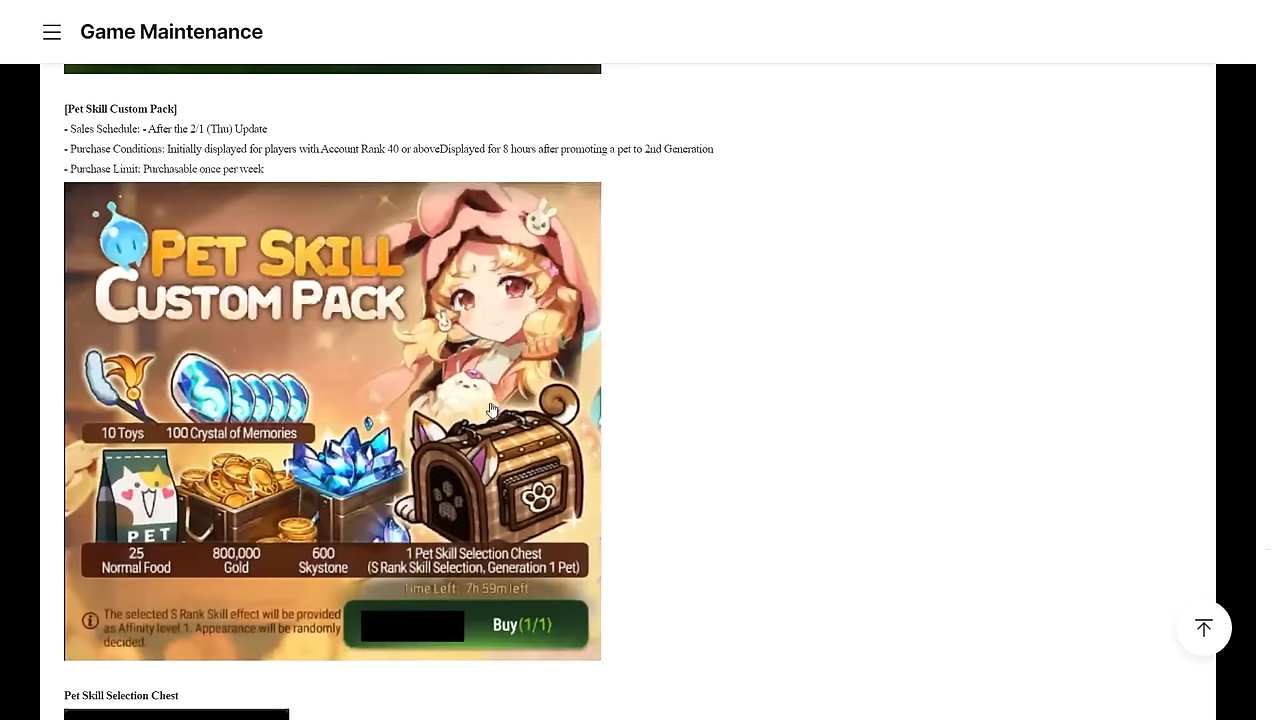 Game Maintenance
[Pet Skill Custom Pack]
- Sales Schedule: - After the 2/1 (Thu) Update
- Purchase Conditions: Initially displayed for players with Account Rank 40 or aboveDisplayed for 8 hours after promoting a pet to 2nd Generation
- Purchase Limit: Purchasable once per week
PET SKILL
CUSTOM PACK
10 Toys 100 Crystal of Memories
PET
25 800,000 600 1 Pet Skill Selection Chest
Normal Food Gold Skystone (S Rank Skill Selection, Generation 1 Pet)
Time Left: 7h 59m left
The selected S Rank Skill effect will be provided
as Affinity level 1. Appearance will be randomly
decided.
Buy(1/1)
Pet Skill Selection Chest